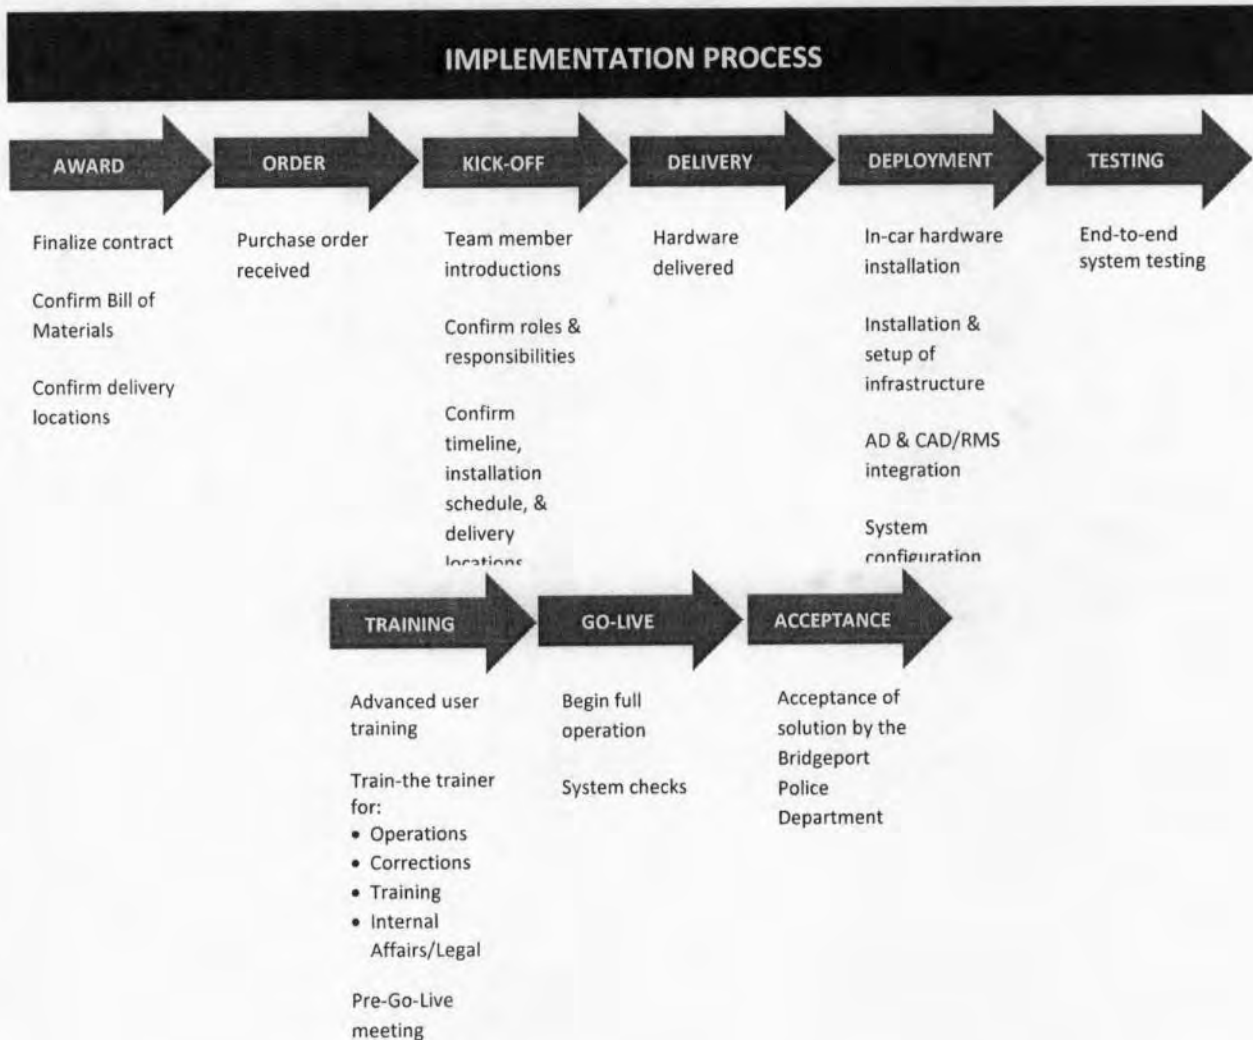 IMPLEMENTATION PROCESS
AWARD
ORDER
KICK-OFF
DELIVERY
DEPLOYMENT
TESTING
Finalize contract
Confirm Bill of
Materials
Confirm delivery
locations
Purchase order
received
Team member
introductions
Confirm roles &
responsibilities
Confirm
timeline,
installation
schedule, &
delivery
locations
Hardware
delivered
In-car hardware
installation
Installation &
setup of
infrastructure
AD & CAD/RMS
integration
System
configuration
End-to-end
system testing
TRAINING
GO-LIVE
ACCEPTANCE
Advanced user
training
Train-the trainer
for:
• Operations
• Corrections
• Training
• Internal
Affairs/Legal
Pre-Go-Live
meeting
Begin full
operation
System checks
Acceptance of
solution by the
Bridgeport
Police
Department